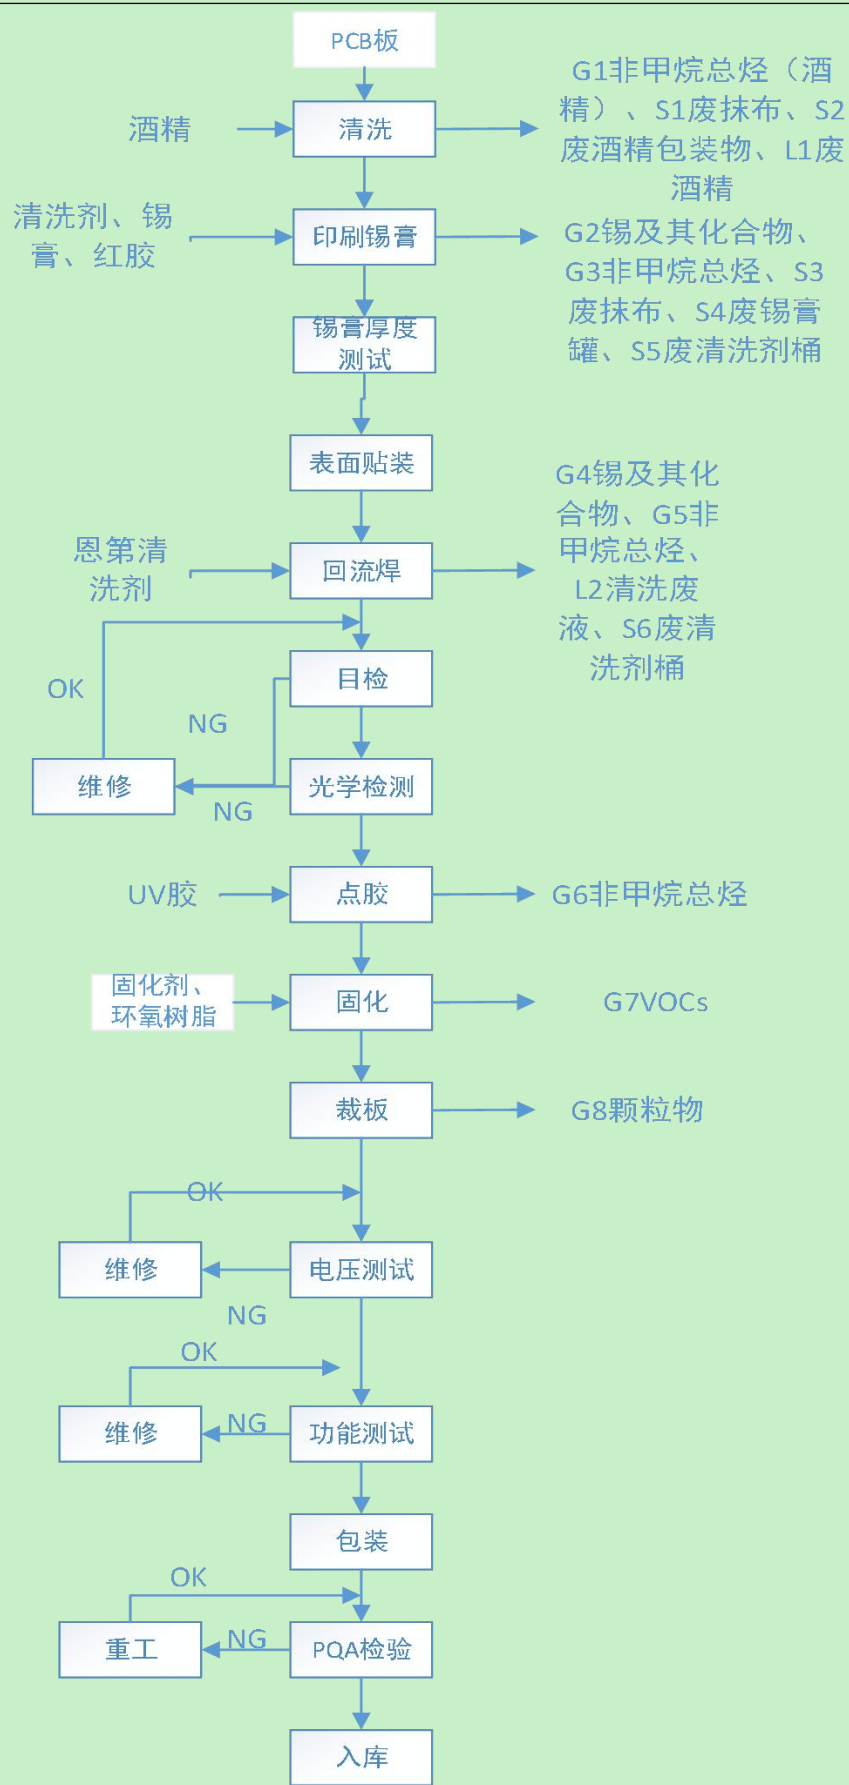 PCB板
G1非甲烷总烃（酒
精）、S1废抹布、S2
废酒精包装物、L1废
酒精
酒精
清洗
清洗剂、锡
膏、红胶
印刷锡膏
G2锡及其化合物、
G3非甲烷总烃、S3
废抹布、S4废锡膏
罐、S5废清洗剂桶
锡膏厚度
测试
表面贴装
G4锡及其化
合物、G5非
甲烷总烃、
L2清洗废
液、S6废清
洗剂桶
恩第清
洗剂
回流焊
目检
OK
NG
维修
光学检测
NG
UV胶
点胶
G6非甲烷总烃
固化剂、
环氧树脂
固化
G7VOCs
裁板
G8颗粒物
OK
维修
电压测试
NG
OK
维修
NG
功能测试
包装
OK
重工
NG
PQA检验
入库